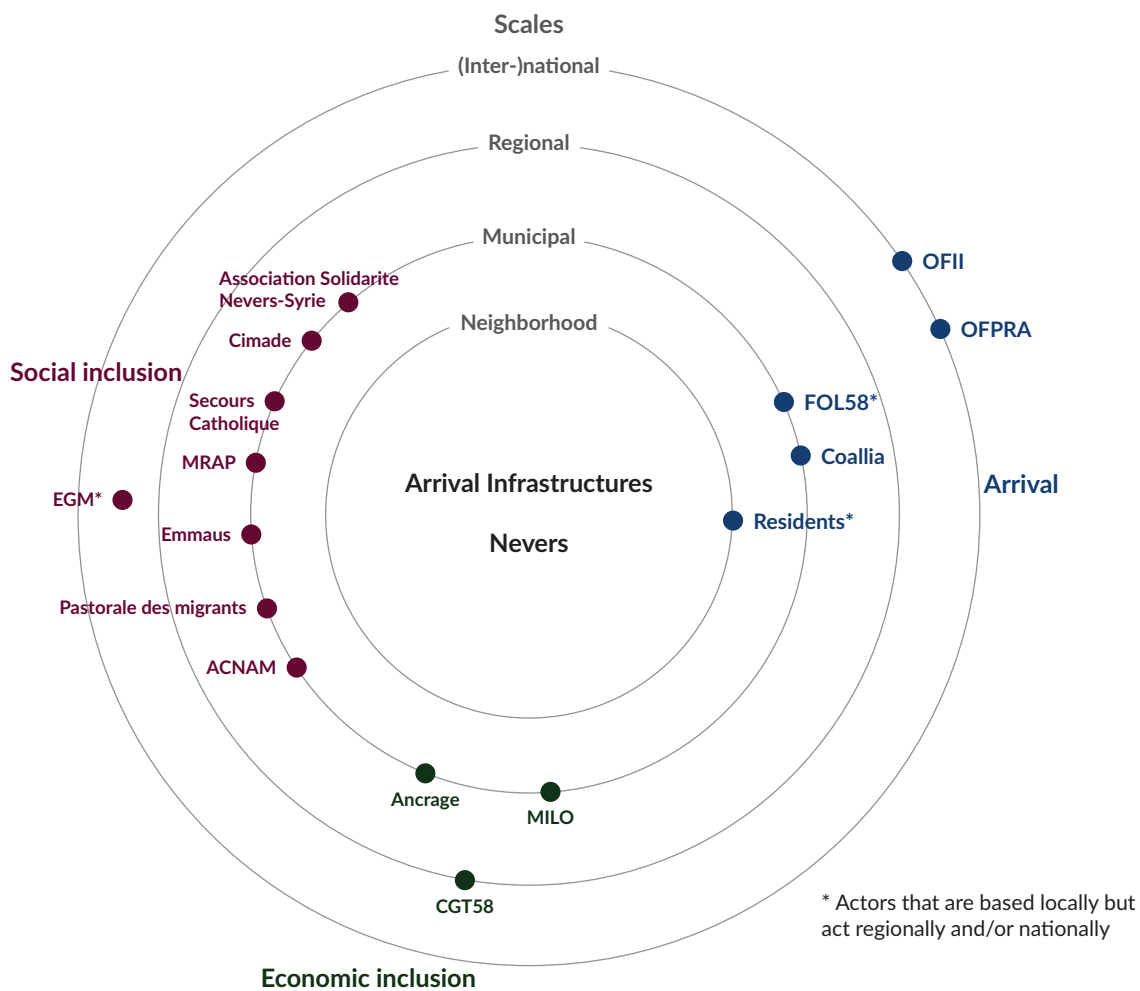 Scales
(Inter-)national
Regional
Municipal
Neighborhood
Association Solidarite
Nevers-Syrie
Cimade
Social inclusion
Secours
Catholique
MRAP
EGM*
Emmaus
Pastorale des migrants
ACNAM
Arrival Infrastructures
Nevers
OFII
OFPRA
FOL58*
Coallia
Arrival
Residents*
Ancrage
MILO
CGT58
Economic inclusion
* Actors that are based locally but
act regionally and/or nationally